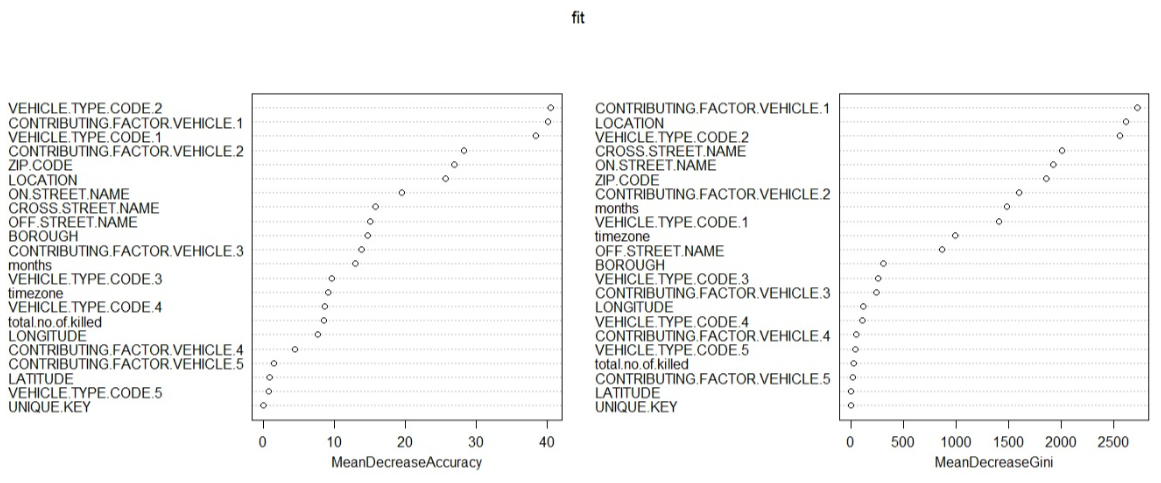 fit
VEHICLE.TYPE.CODE.2
CONTRIBUTING.FACTOR.VEHICLE.1
VEHICLE.TYPE.CODE.1
CONTRIBUTING.FACTOR.VEHICLE.2
ZIP.CODE
LOCATION
ON.STREET.NAME
CROSS.STREET.NAME
OFF.STREET.NAME
BOROUGH
CONTRIBUTING.FACTOR.VEHICLE.3
months
VEHICLE.TYPE.CODE.3
timezone
VEHICLE.TYPE.CODE.4
total.no.of.killed
LONGITUDE
CONTRIBUTING.FACTOR.VEHICLE.4
CONTRIBUTING.FACTOR.VEHICLE.5
LATITUDE
VEHICLE.TYPE.CODE.5
UNIQUE.KEY
0 10 20 30 40
MeanDecreaseAccuracy
CONTRIBUTING.FACTOR.VEHICLE.1
LOCATION
VEHICLE.TYPE.CODE.2
CROSS.STREET.NAME
ON.STREET.NAME
ZIP.CODE
CONTRIBUTING.FACTOR.VEHICLE.2
months
VEHICLE.TYPE.CODE.1
timezone
OFF.STREET.NAME
BOROUGH
VEHICLE.TYPE.CODE.3
CONTRIBUTING.FACTOR.VEHICLE.3
LONGITUDE
VEHICLE.TYPE.CODE.4
CONTRIBUTING.FACTOR.VEHICLE.4
VEHICLE.TYPE.CODE.5
total.no.of.killed
CONTRIBUTING.FACTOR.VEHICLE.5
LATITUDE
UNIQUE.KEY
0 500 1000 1500 2000 2500
MeanDecreaseGini